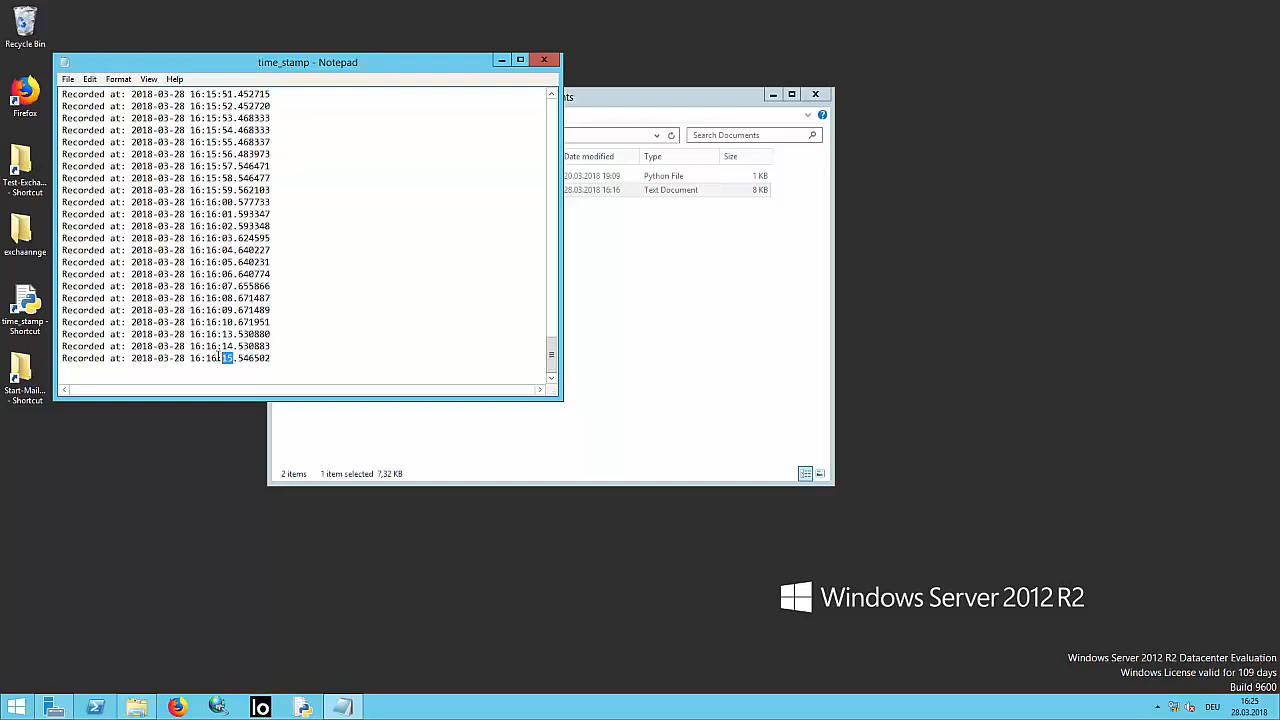 Recycle Bin
Firefox
Test-Excha...
- Shortcut
exchaannge
time_stamp -
Shortcut
Start-Mail...
- Shortcut
time_stamp - Notepad
File Edit Format View Help
Recorded at: 2018-03-28 16:15:51.452715
Recorded at: 2018-03-28 16:15:52.452720
Recorded at: 2018-03-28 16:15:53.468333
Recorded at: 2018-03-28 16:15:54.468333
Recorded at: 2018-03-28 16:15:55.468337
Recorded at: 2018-03-28 16:15:56.483973
Recorded at: 2018-03-28 16:15:57.546471
Recorded at: 2018-03-28 16:15:58.546477
Recorded at: 2018-03-28 16:15:59.562103
Recorded at: 2018-03-28 16:16:00.577733
Recorded at: 2018-03-28 16:16:01.593347
Recorded at: 2018-03-28 16:16:02.593348
Recorded at: 2018-03-28 16:16:03.624595
Recorded at: 2018-03-28 16:16:04.640227
Recorded at: 2018-03-28 16:16:05.640231
Recorded at: 2018-03-28 16:16:06.640774
Recorded at: 2018-03-28 16:16:07.655866
Recorded at: 2018-03-28 16:16:08.671487
Recorded at: 2018-03-28 16:16:09.671489
Recorded at: 2018-03-28 16:16:10.671951
Recorded at: 2018-03-28 16:16:13.530880
Recorded at: 2018-03-28 16:16:14.530883
Recorded at: 2018-03-28 16:16:15.546502
nts
Search Documents
Date modified Type Size
20.03.2018 19:09 Python File 1 KB
28.03.2018 16:16 Text Document 8 KB
2 items 1 item selected 7,32 KB
Windows Server 2012 R2
Windows Server 2012 R2 Datacenter Evaluation
Windows License valid for 109 days
Build 9600
lo
DEU
16:25
28.03.2018